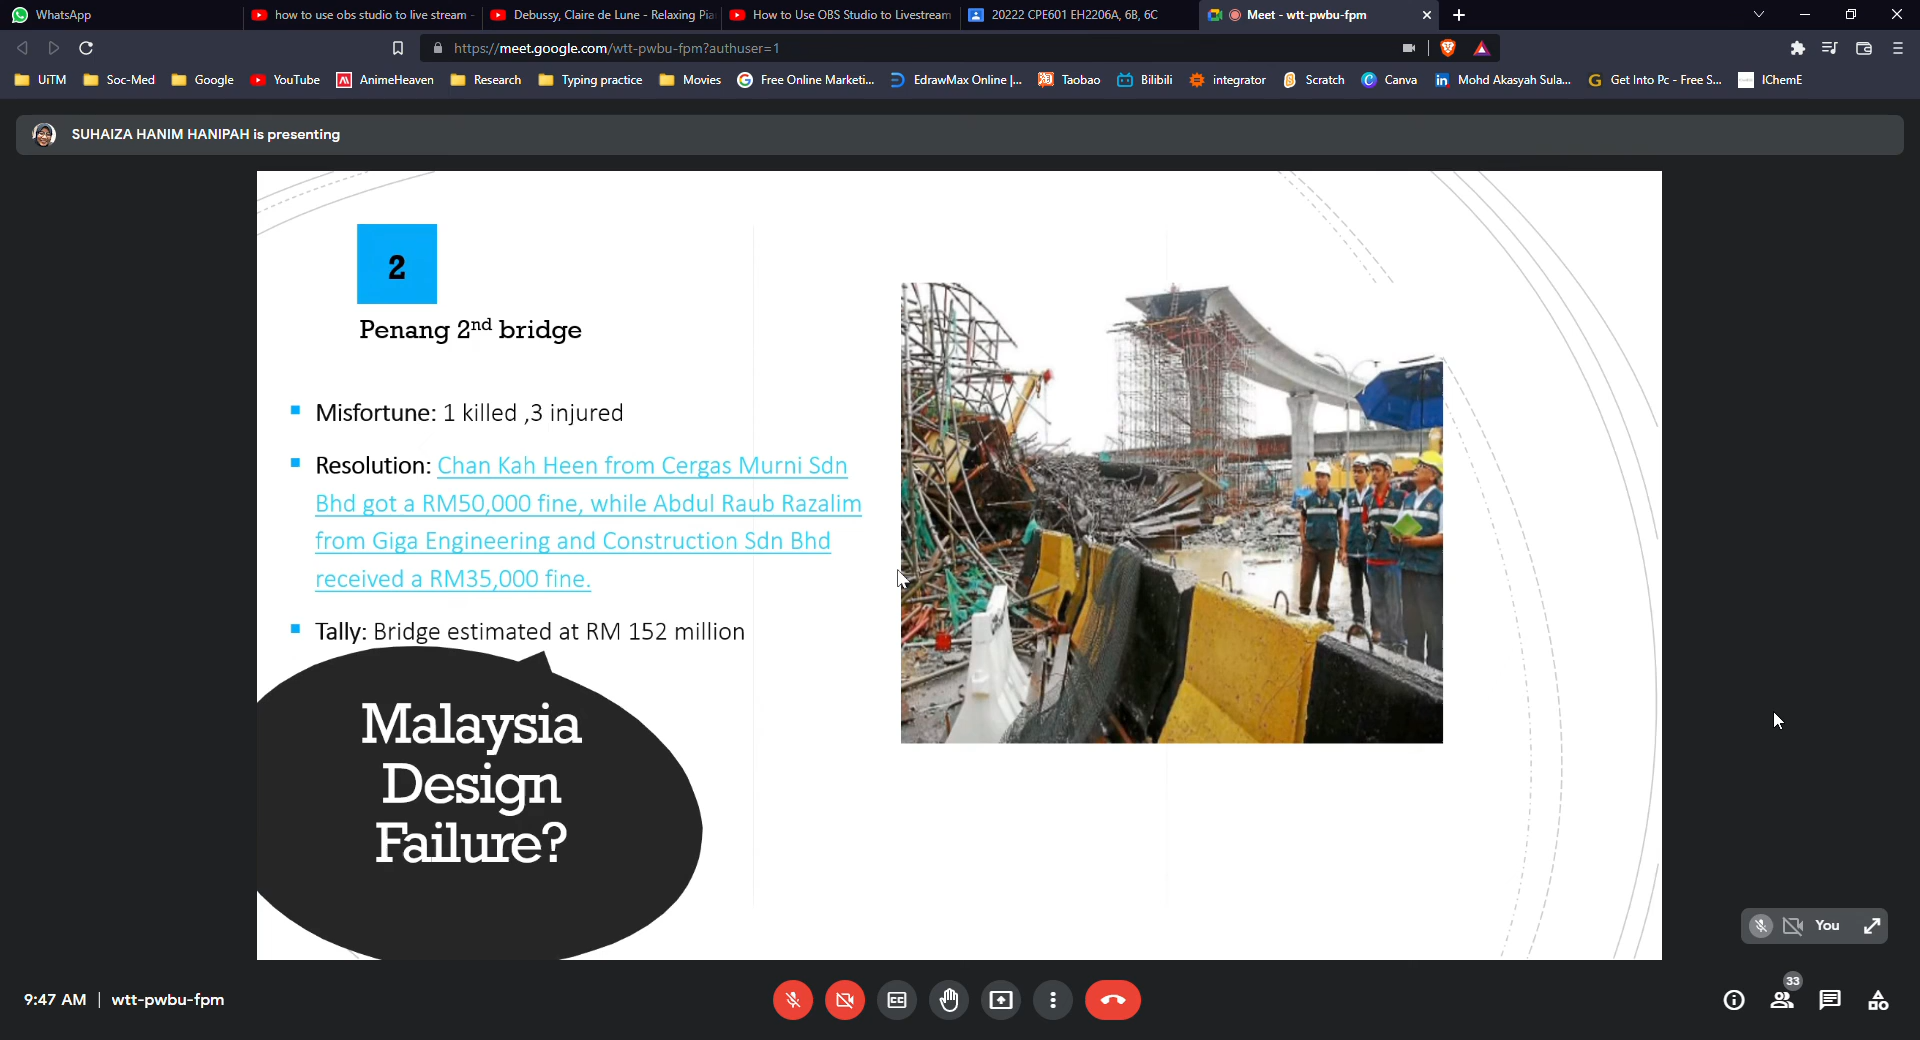 WhatsApp
how to use obs studio to live stream -
Debussy, Claire de Lune - Relaxing Pia
How to Use OBS Studio to Livestream
20222 CPE601 EH2206A, 6B, 6C
Meet - wtt-pwbu-fpm
https://meet.google.com/wtt-pwbu-fpm?authuser=1
UiTM
Soc-Med
Google
YouTube
AnimeHeaven
Research
Typing practice
Movies
Free Online Marketi...
EdrawMax Online |...
Taobao
Bilibili
integrator
Scratch
Canva
Mohd Akasyah Sula...
Get Into Pc - Free S...
IChemE
SUHAIZA HANIM HANIPAH is presenting
2
Penang 2nd bridge
Misfortune: 1 killed ,3 injured
Resolution: Chan Kah Heen from Cergas Murni Sdn
Bhd got a RM50,000 fine, while Abdul Raub Razalim
from Giga Engineering and Construction Sdn Bhd
received a RM35,000 fine.
Tally: Bridge estimated at RM 152 million
Malaysia
Design
Failure?
You
9:47 AM | wtt-pwbu-fpm
33